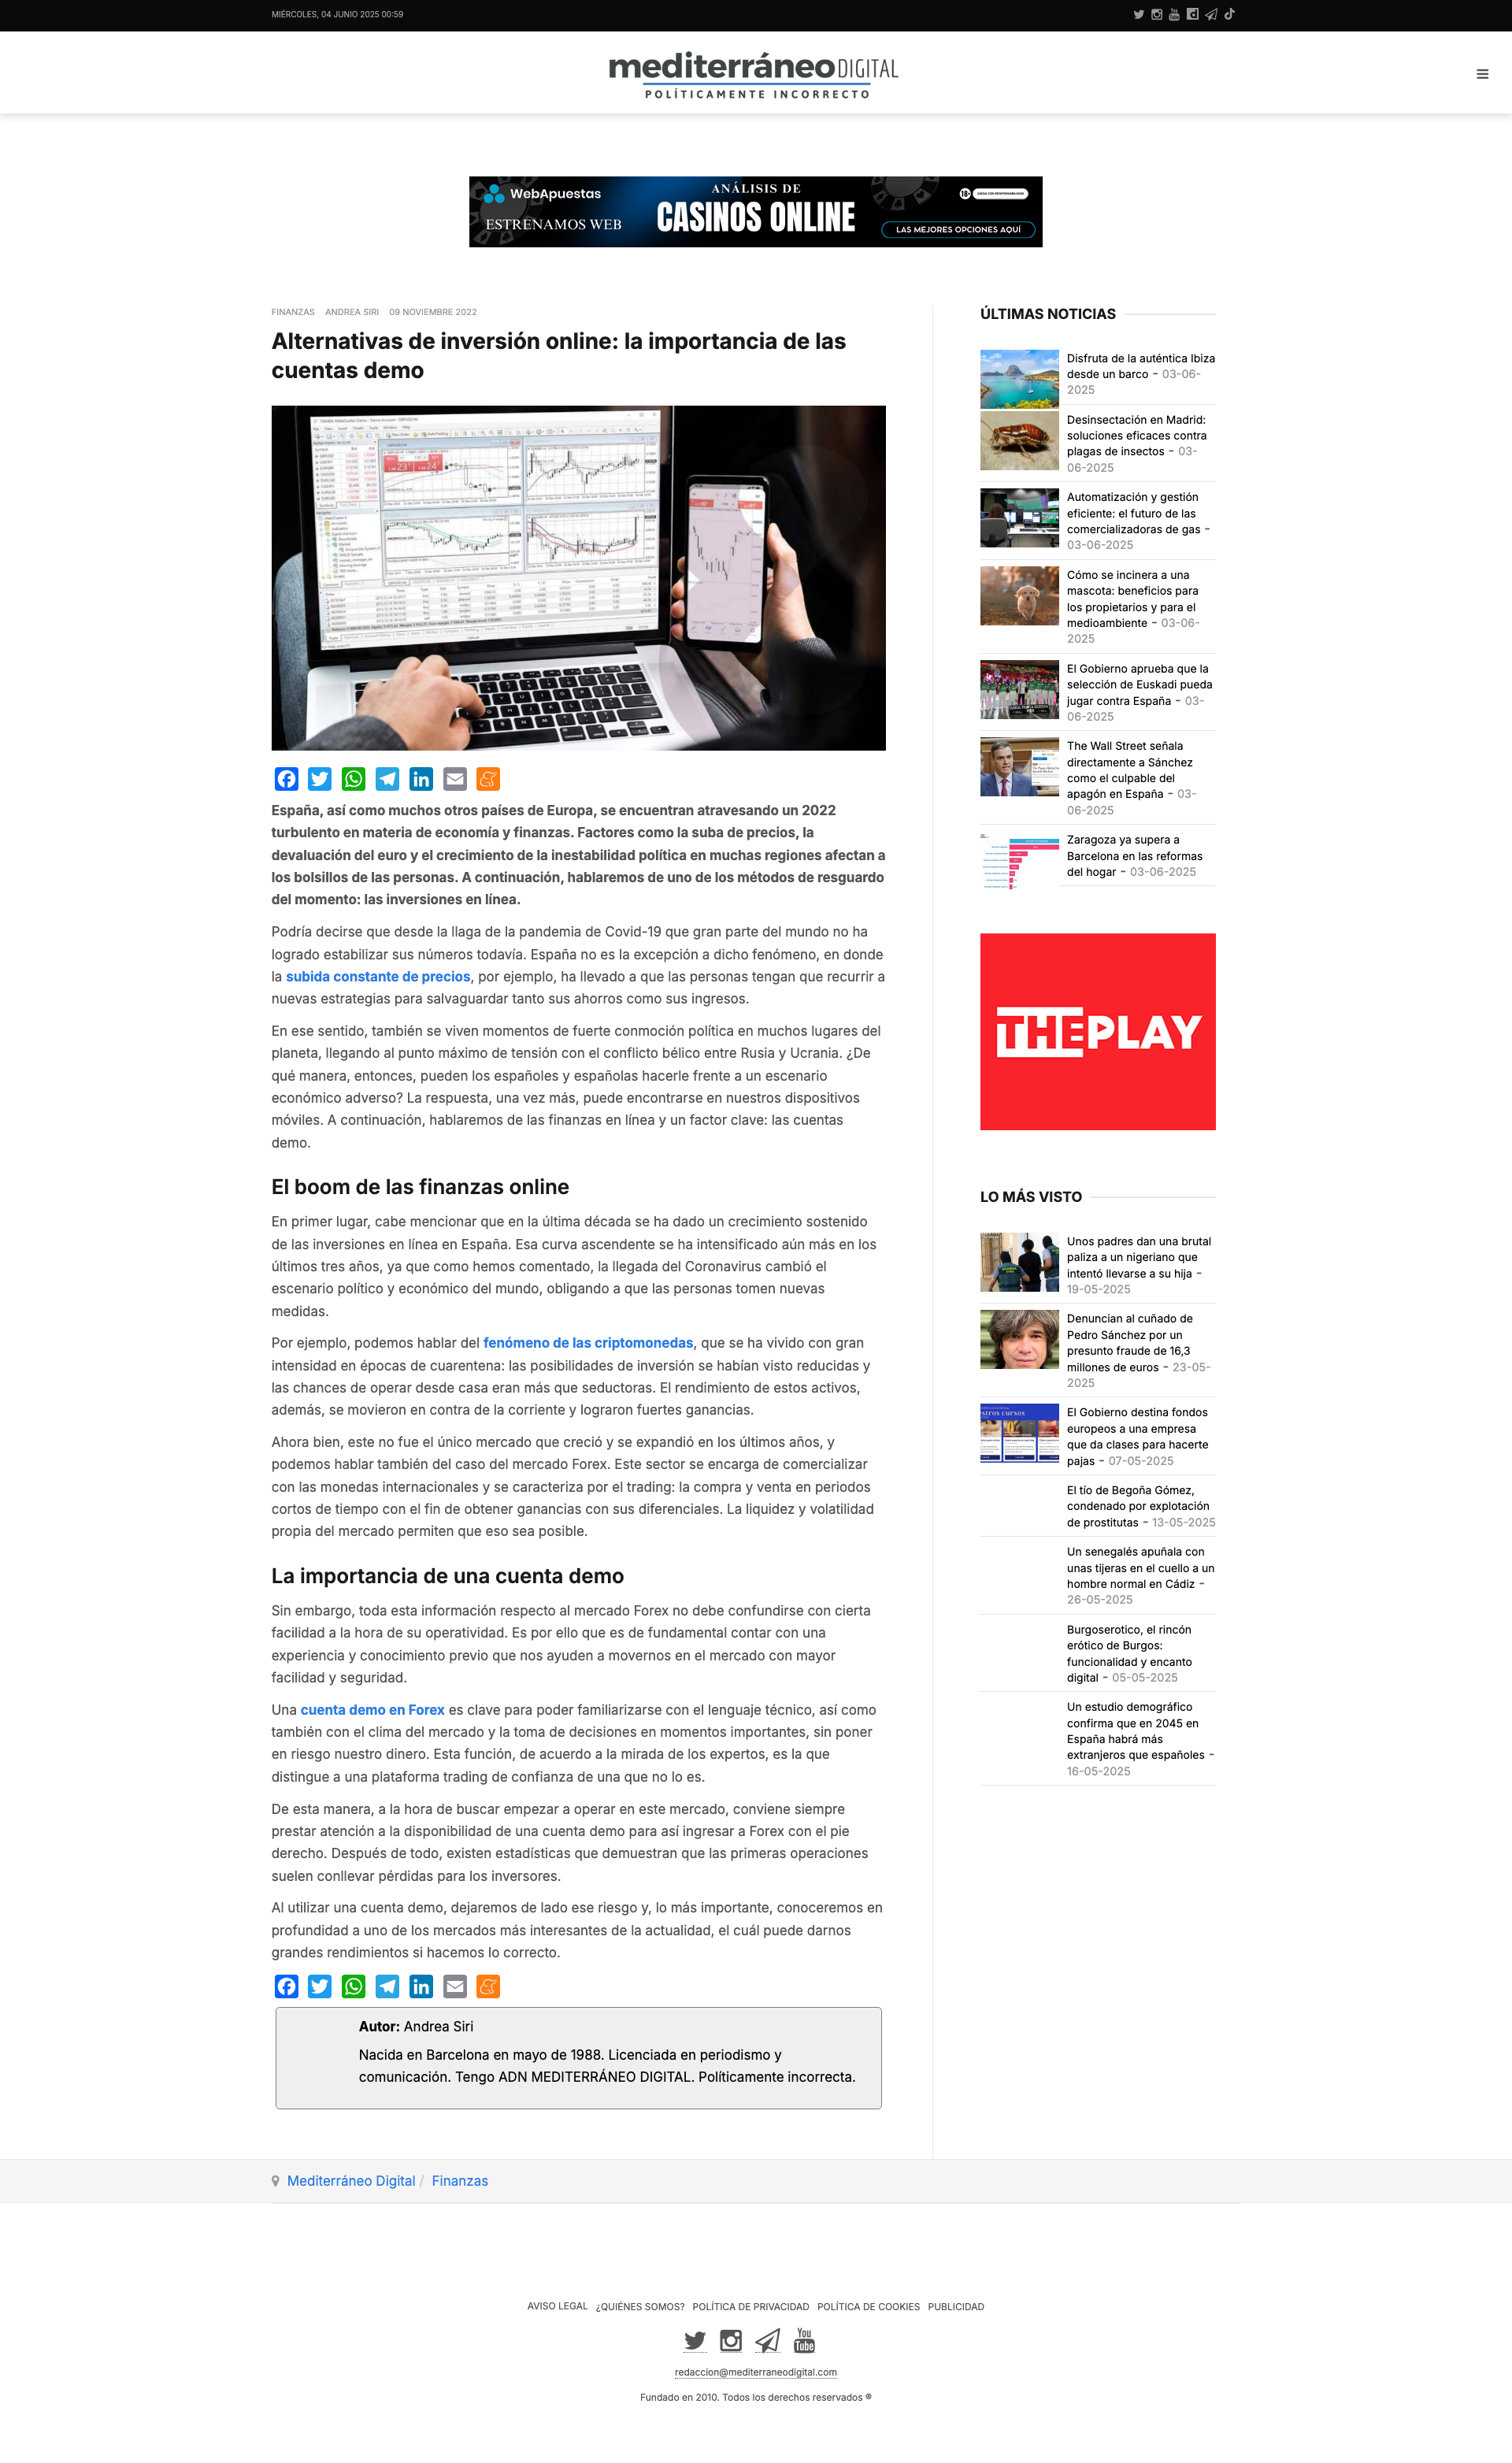 MIÉRCOLES, 04 JUNIO 2025 00:59
mediterráneo DIGITAL
POLÍTICAMENTE INCORRECTO
WebApuestas
ESTRENAMOS WEB
ANÁLISIS DE
CASINOS ONLINE
18+ JUEGA CON RESPONSABILIDAD
LAS MEJORES OPCIONES AQUÍ
FINANZAS ANDREA SIRI 09 NOVIEMBRE 2022
Alternativas de inversión online: la importancia de las
cuentas demo
España, así como muchos otros países de Europa, se encuentran atravesando un 2022
turbulento en materia de economía y finanzas. Factores como la suba de precios, la
devaluación del euro y el crecimiento de la inestabilidad política en muchas regiones afectan a
los bolsillos de las personas. A continuación, hablaremos de uno de los métodos de resguardo
del momento: las inversiones en línea.
Podría decirse que desde la llaga de la pandemia de Covid-19 que gran parte del mundo no ha
logrado estabilizar sus números todavía. España no es la excepción a dicho fenómeno, en donde
la subida constante de precios, por ejemplo, ha llevado a que las personas tengan que recurrir a
nuevas estrategias para salvaguardar tanto sus ahorros como sus ingresos.
En ese sentido, también se viven momentos de fuerte conmoción política en muchos lugares del
planeta, llegando al punto máximo de tensión con el conflicto bélico entre Rusia y Ucrania. ¿De
qué manera, entonces, pueden los españoles y españolas hacerle frente a un escenario
económico adverso? La respuesta, una vez más, puede encontrarse en nuestros dispositivos
móviles. A continuación, hablaremos de las finanzas en línea y un factor clave: las cuentas
demo.
El boom de las finanzas online
En primer lugar, cabe mencionar que en la última década se ha dado un crecimiento sostenido
de las inversiones en línea en España. Esa curva ascendente se ha intensificado aún más en los
últimos tres años, ya que como hemos comentado, la llegada del Coronavirus cambió el
escenario político y económico del mundo, obligando a que las personas tomen nuevas
medidas.
Por ejemplo, podemos hablar del fenómeno de las criptomonedas, que se ha vivido con gran
intensidad en épocas de cuarentena: las posibilidades de inversión se habían visto reducidas y
las chances de operar desde casa eran más que seductoras. El rendimiento de estos activos,
además, se movieron en contra de la corriente y lograron fuertes ganancias.
Ahora bien, este no fue el único mercado que creció y se expandió en los últimos años, y
podemos hablar también del caso del mercado Forex. Este sector se encarga de comercializar
con las monedas internacionales y se caracteriza por el trading: la compra y venta en periodos
cortos de tiempo con el fin de obtener ganancias con sus diferenciales. La liquidez y volatilidad
propia del mercado permiten que eso sea posible.
La importancia de una cuenta demo
Sin embargo, toda esta información respecto al mercado Forex no debe confundirse con cierta
facilidad a la hora de su operatividad. Es por ello que es de fundamental contar con una
experiencia y conocimiento previo que nos ayuden a movernos en el mercado con mayor
facilidad y seguridad.
Una cuenta demo en Forex es clave para poder familiarizarse con el lenguaje técnico, así como
también con el clima del mercado y la toma de decisiones en momentos importantes, sin poner
en riesgo nuestro dinero. Esta función, de acuerdo a la mirada de los expertos, es la que
distingue a una plataforma trading de confianza de una que no lo es.
De esta manera, a la hora de buscar empezar a operar en este mercado, conviene siempre
prestar atención a la disponibilidad de una cuenta demo para así ingresar a Forex con el pie
derecho. Después de todo, existen estadísticas que demuestran que las primeras operaciones
suelen conllevar pérdidas para los inversores.
Al utilizar una cuenta demo, dejaremos de lado ese riesgo y, lo más importante, conoceremos en
profundidad a uno de los mercados más interesantes de la actualidad, el cuál puede darnos
grandes rendimientos si hacemos lo correcto.
Autor: Andrea Siri
Nacida en Barcelona en mayo de 1988. Licenciada en periodismo y
comunicación. Tengo ADN MEDITERRÁNEO DIGITAL. Políticamente incorrecta.
ÚLTIMAS NOTICIAS
Disfruta de la auténtica Ibiza
desde un barco - 03-06-
2025
Desinsectación en Madrid:
soluciones eficaces contra
plagas de insectos - 03-
06-2025
Automatización y gestión
eficiente: el futuro de las
comercializadoras de gas -
03-06-2025
Cómo se incinera a una
mascota: beneficios para
los propietarios y para el
medioambiente - 03-06-
2025
El Gobierno aprueba que la
selección de Euskadi pueda
jugar contra España - 03-
06-2025
The Wall Street señala
directamente a Sánchez
como el culpable del
apagón en España - 03-
06-2025
Zaragoza ya supera a
Barcelona en las reformas
del hogar - 03-06-2025
THEPLAY
LO MÁS VISTO
Unos padres dan una brutal
paliza a un nigeriano que
intentó llevarse a su hija -
19-05-2025
Denuncian al cuñado de
Pedro Sánchez por un
presunto fraude de 16,3
millones de euros - 23-05-
2025
El Gobierno destina fondos
europeos a una empresa
que da clases para hacerte
pajas - 07-05-2025
El tío de Begoña Gómez,
condenado por explotación
de prostitutas - 13-05-2025
Un senegalés apuñala con
unas tijeras en el cuello a un
hombre normal en Cádiz -
26-05-2025
Burgoserotico, el rincón
erótico de Burgos:
funcionalidad y encanto
digital - 05-05-2025
Un estudio demográfico
confirma que en 2045 en
España habrá más
extranjeros que españoles -
16-05-2025
Mediterráneo Digital / Finanzas
AVISO LEGAL ¿QUIÉNES SOMOS? POLÍTICA DE PRIVACIDAD POLÍTICA DE COOKIES PUBLICIDAD
You Tube
redaccion@mediterraneodigital.com
Fundado en 2010. Todos los derechos reservados ®